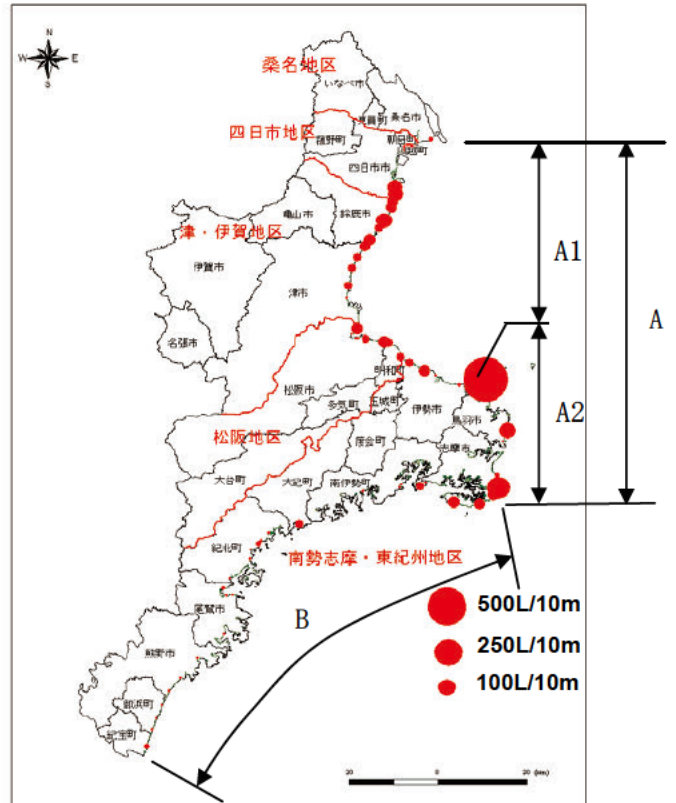 N
W E
S
桑名地区
いなべ市
東員町
桑名市
四日市地区
菰野町
朝日町
川越町
四日市市
亀山市
鈴鹿市
津・伊賀地区
伊賀市
津市
A1
A
名張市
松阪市
明和町
多気町
玉城町
伊勢市
鳥羽市
A2
松阪地区
度会町
志摩市
大台町
大紀町
南伊勢町
紀北町
南勢志摩・東紀州地区
尾鷲市
B
500L/10m
熊野市
250L/10m
御浜町
100L/10m
紀宝町
20 0 20 (km)